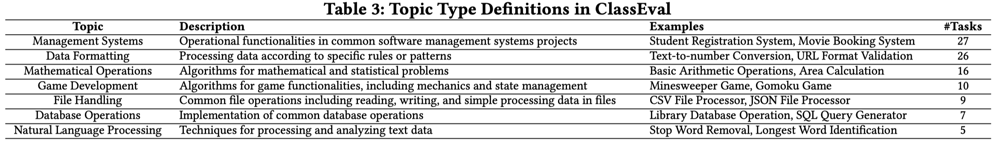 Table 3: Topic Type Definitions in ClassEval
Topic Description Examples #Tasks
Management Systems Operational functionalities in common software management systems projects Student Registration System, Movie Booking System 27
Data Formatting Processing data according to specific rules or patterns Text-to-number Conversion, URL Format Validation 26
Mathematical Operations Algorithms for mathematical and statistical problems Basic Arithmetic Operations, Area Calculation 16
Game Development Algorithms for game functionalities, including mechanics and state management Minesweeper Game, Gomoku Game 10
File Handling Common file operations including reading, writing, and simple processing data in files CSV File Processor, JSON File Processor 9
Database Operations Implementation of common database operations Library Database Operation, SQL Query Generator 7
Natural Language Processing Techniques for processing and analyzing text data Stop Word Removal, Longest Word Identification 5